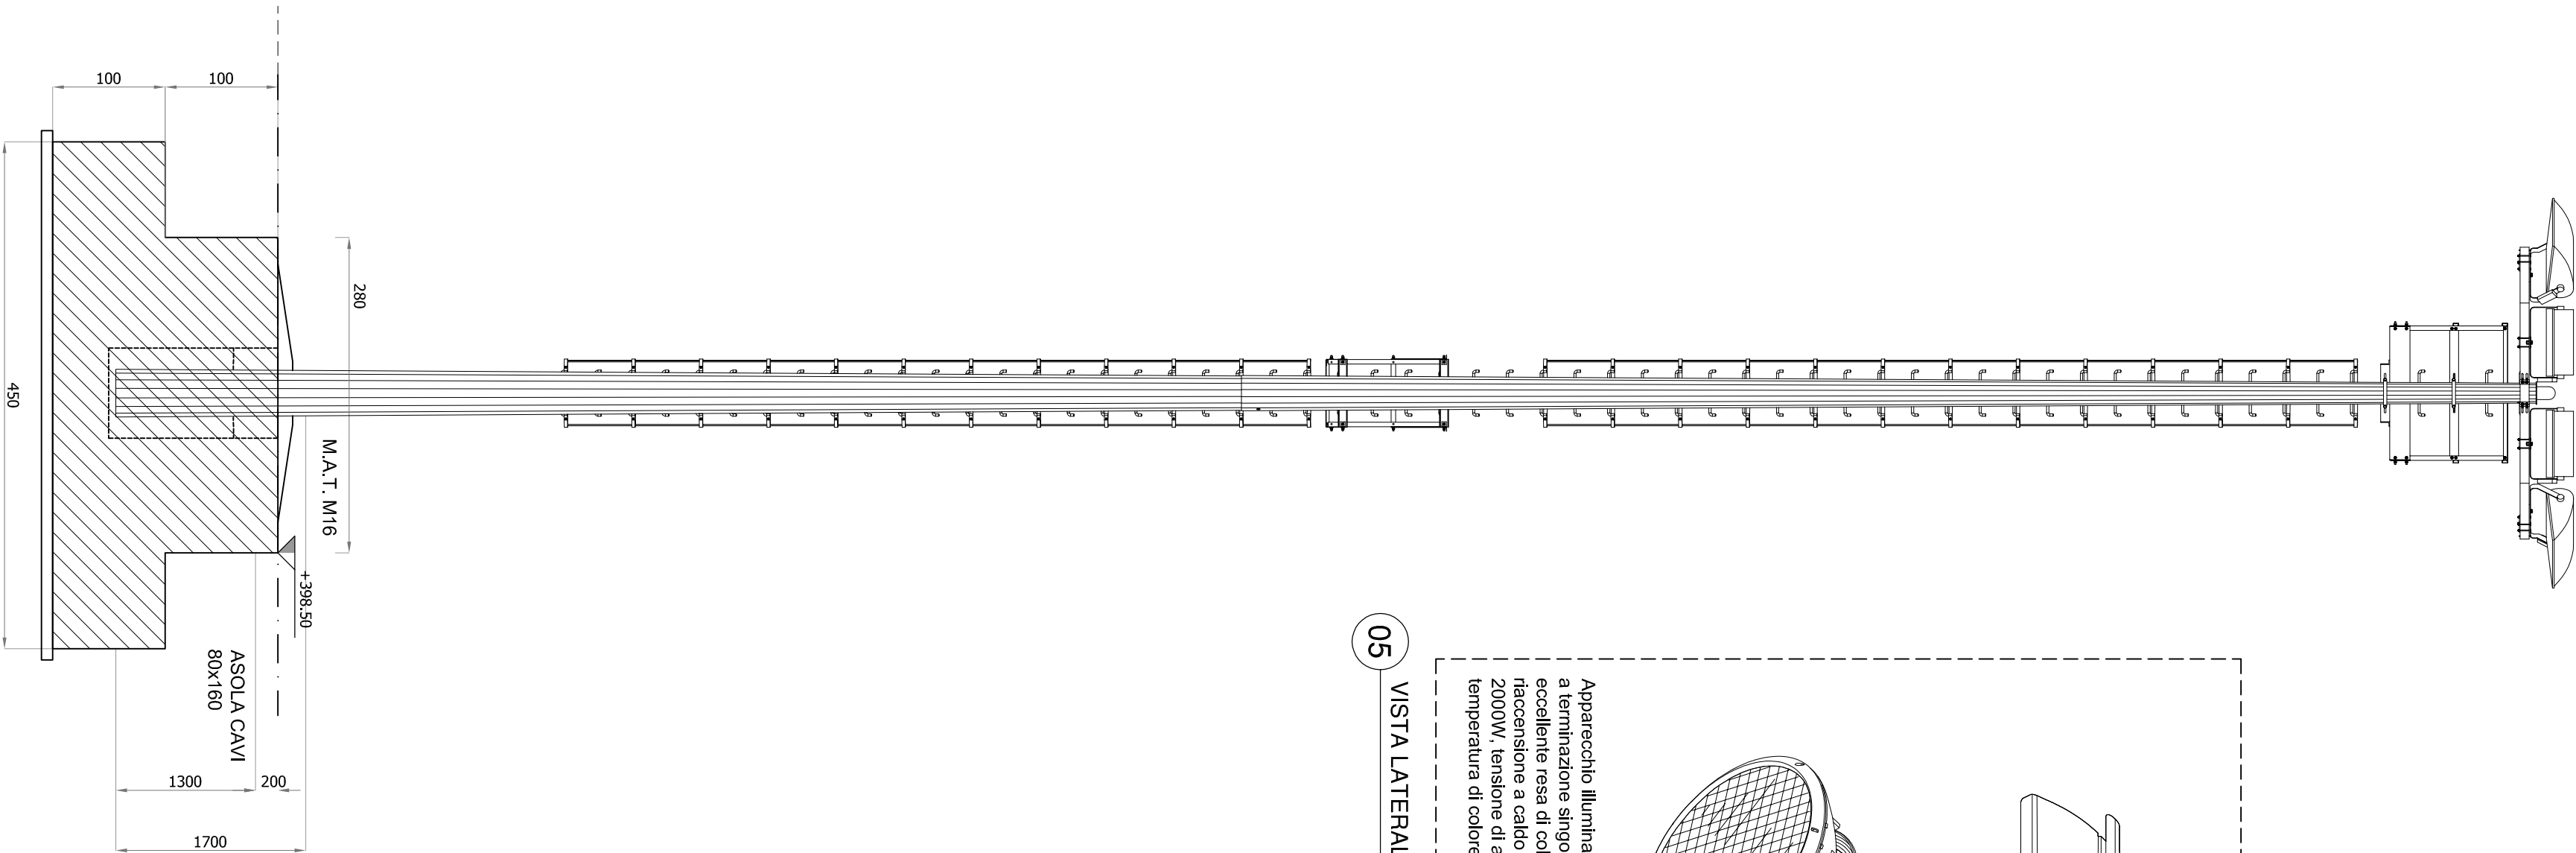 100
100
450
280
M.A.T. M16
+398.50
ASOLA CAVI
80x160
1300
200
1700
05
VISTA LATERAL
Apparecchio illumina
a terminazione singo
eccellente resa di col
riaccensione a caldo
2000W, tensione di a
temperatura di colore